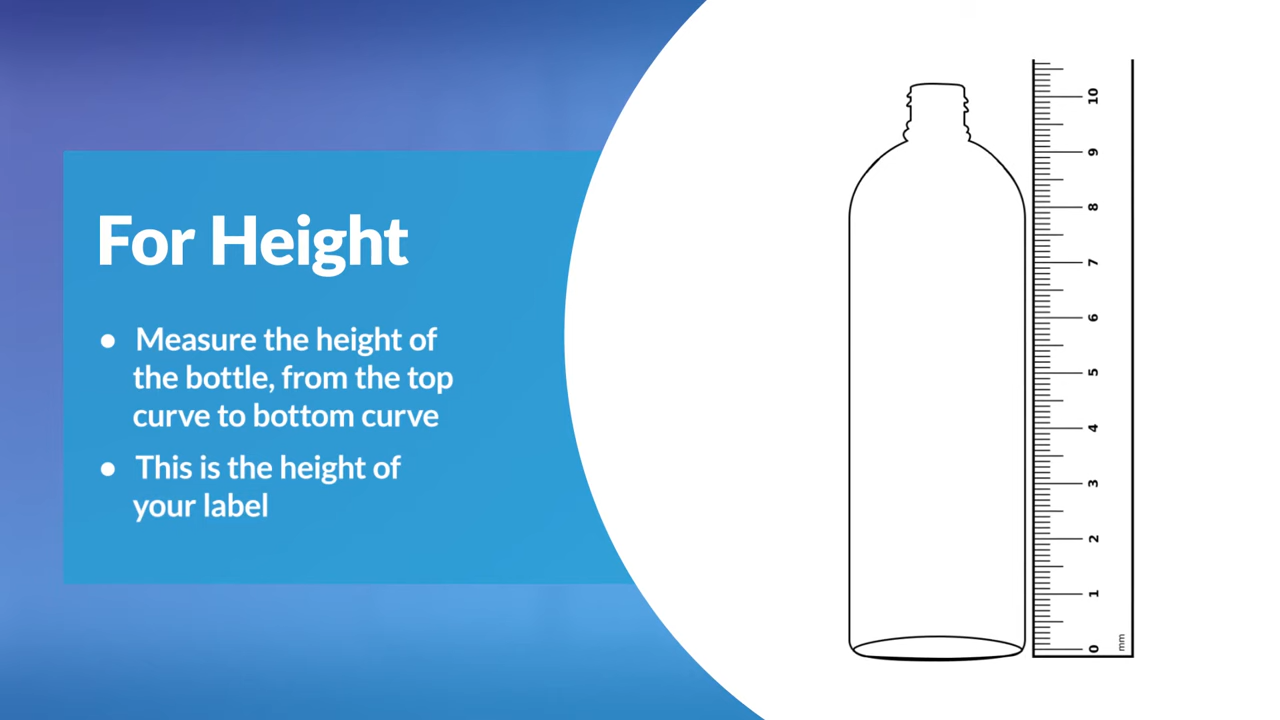 For Height
● Measure the height of
the bottle, from the top
curve to bottom curve
● This is the height of
your label
10
9
8
7
6
5
4
3
2
1
0
mm